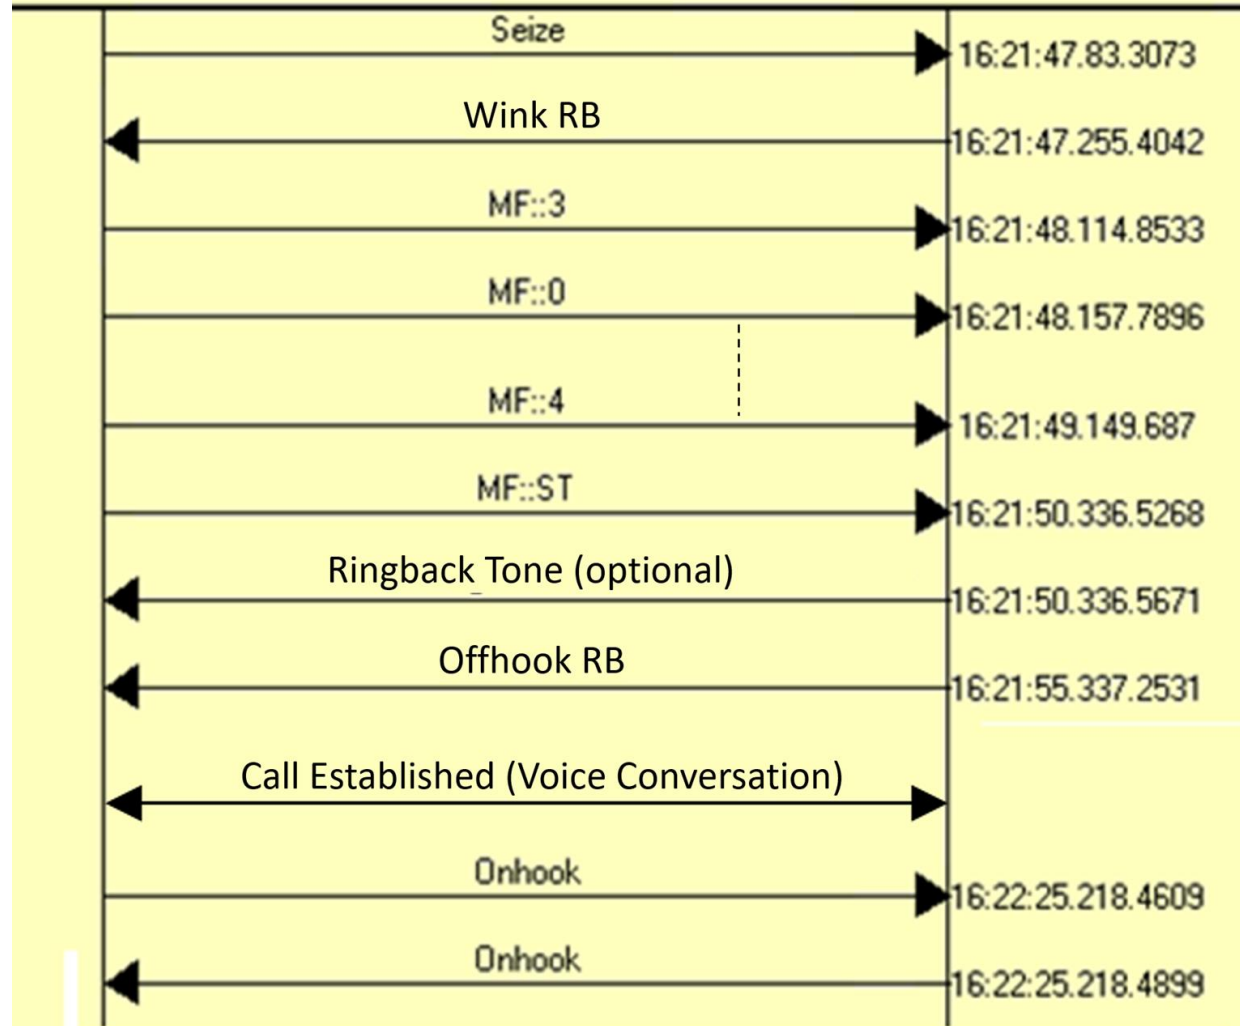 Seize
16:21:47.83.3073
Wink RB
16:21:47.255.4042
MF::3
16:21:48.114.8533
MF::0
16:21:48.157.7896
MF::4
16:21:49.149.687
MF::ST
16:21:50.336.5268
Ringback_Tone (optional)
16:21:50.336.5671
Offhook RB
16:21:55.337.2531
Call Established (Voice Conversation)
Onhook
16:22:25.218.4609
Onhook
16:22:25.218.4899